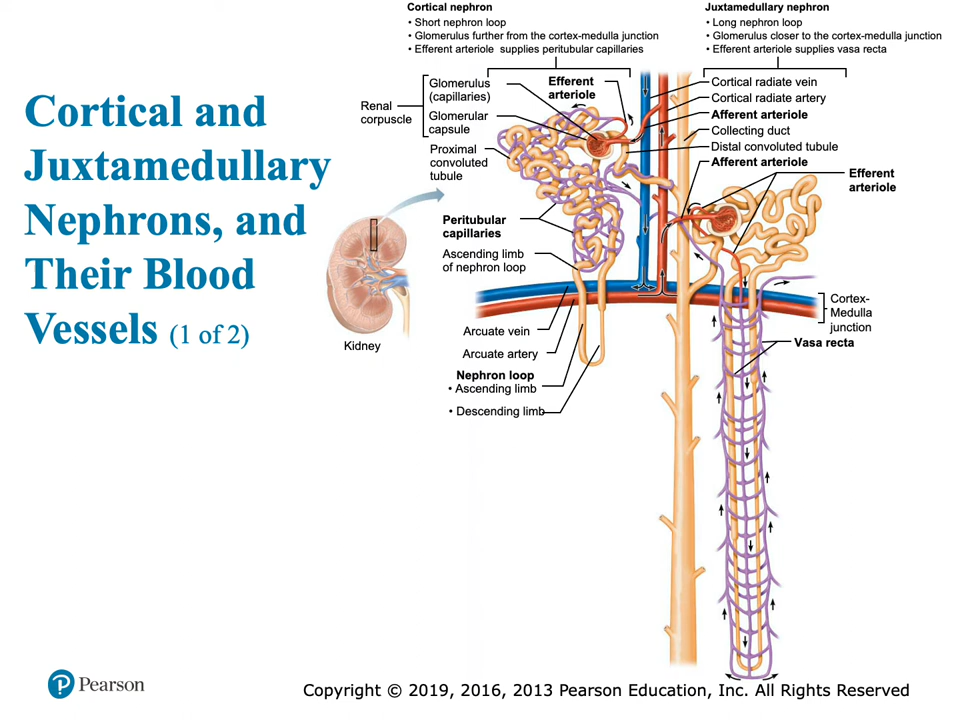 Cortical and
Juxtamedullary
Nephrons, and
Their Blood
Vessels (1 of 2)
Cortical nephron
• Short nephron loop
• Glomerulus further from the cortex-medulla junction
• Efferent arteriole supplies peritubular capillaries
Juxtamedullary nephron
• Long nephron loop
• Glomerulus closer to the cortex-medulla junction
• Efferent arteriole supplies vasa recta
Renal
corpuscle
Glomerulus
(capillaries)
Glomerular
capsule
Proximal
convoluted
tubule
Efferent
arteriole
Peritubular
capillaries
Ascending limb
of nephron loop
Arcuate vein
Arcuate artery
Nephron loop
• Ascending limb
• Descending limb
Kidney
Cortical radiate vein
Cortical radiate artery
Afferent arteriole
Collecting duct
Distal convoluted tubule
Afferent arteriole
Efferent
arteriole
Cortex-
Medulla
junction
Vasa recta
P Pearson
Copyright © 2019, 2016, 2013 Pearson Education, Inc. All Rights Reserved